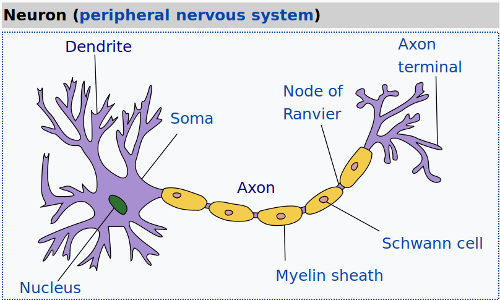 Neuron (peripheral nervous system)
Dendrite
Axon
terminal
Node of
Ranvier
Soma
Axon
Schwann cell
Myelin sheath
Nucleus